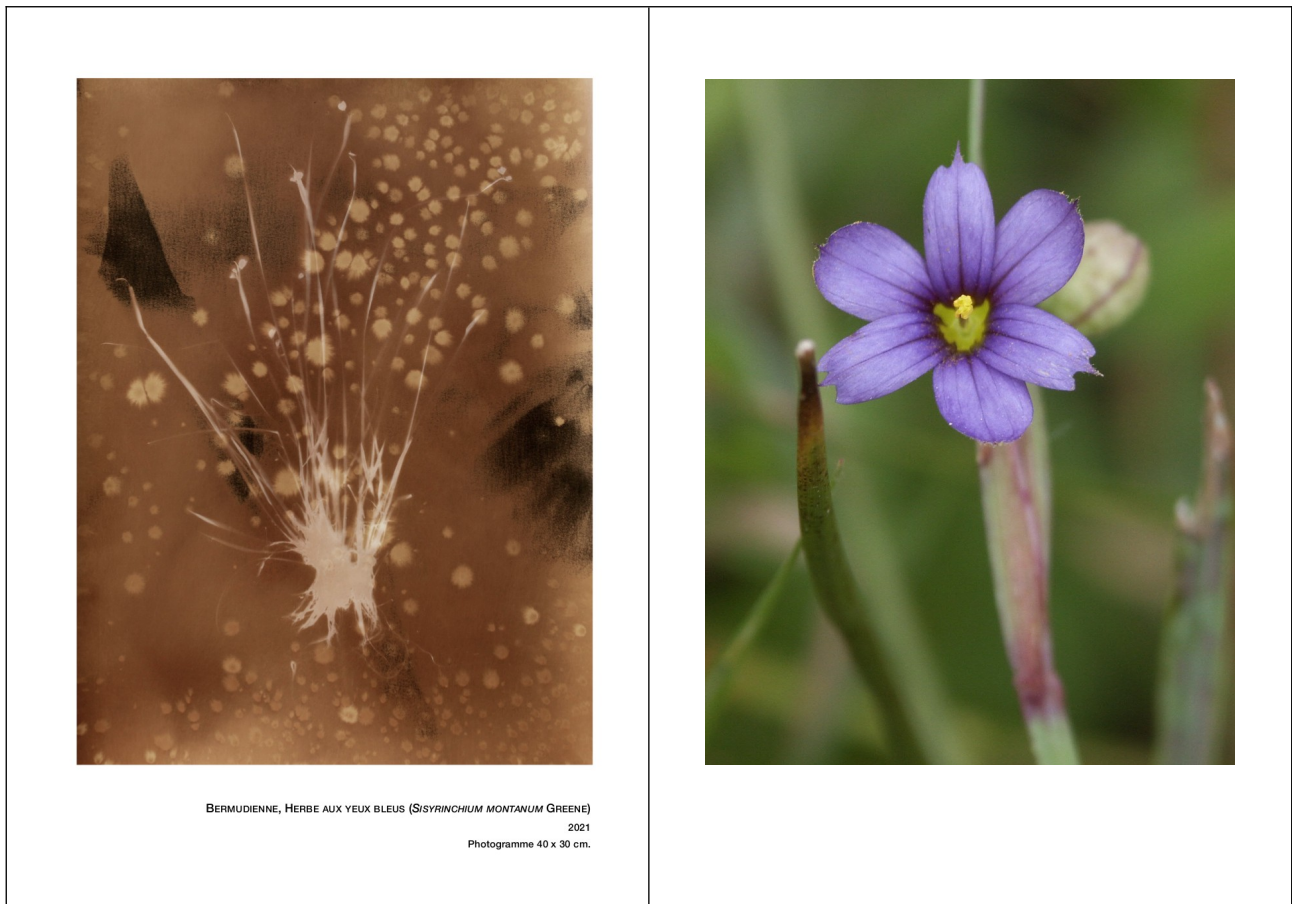 BERMUDIENNE, HERBE AUX YEUX BLEUS (SISYRINCHIUM MONTANUM GREENE)
2021
Photogramme 40 x 30 cm.